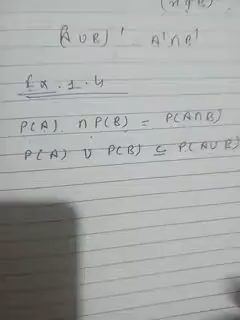 (A ∪ B)' A' ∩ B'
Ex. 1.4
P(A) ∩ P(B) = P(A∩B)
P(A) ∪ P(B) ⊆ P(A∪B)